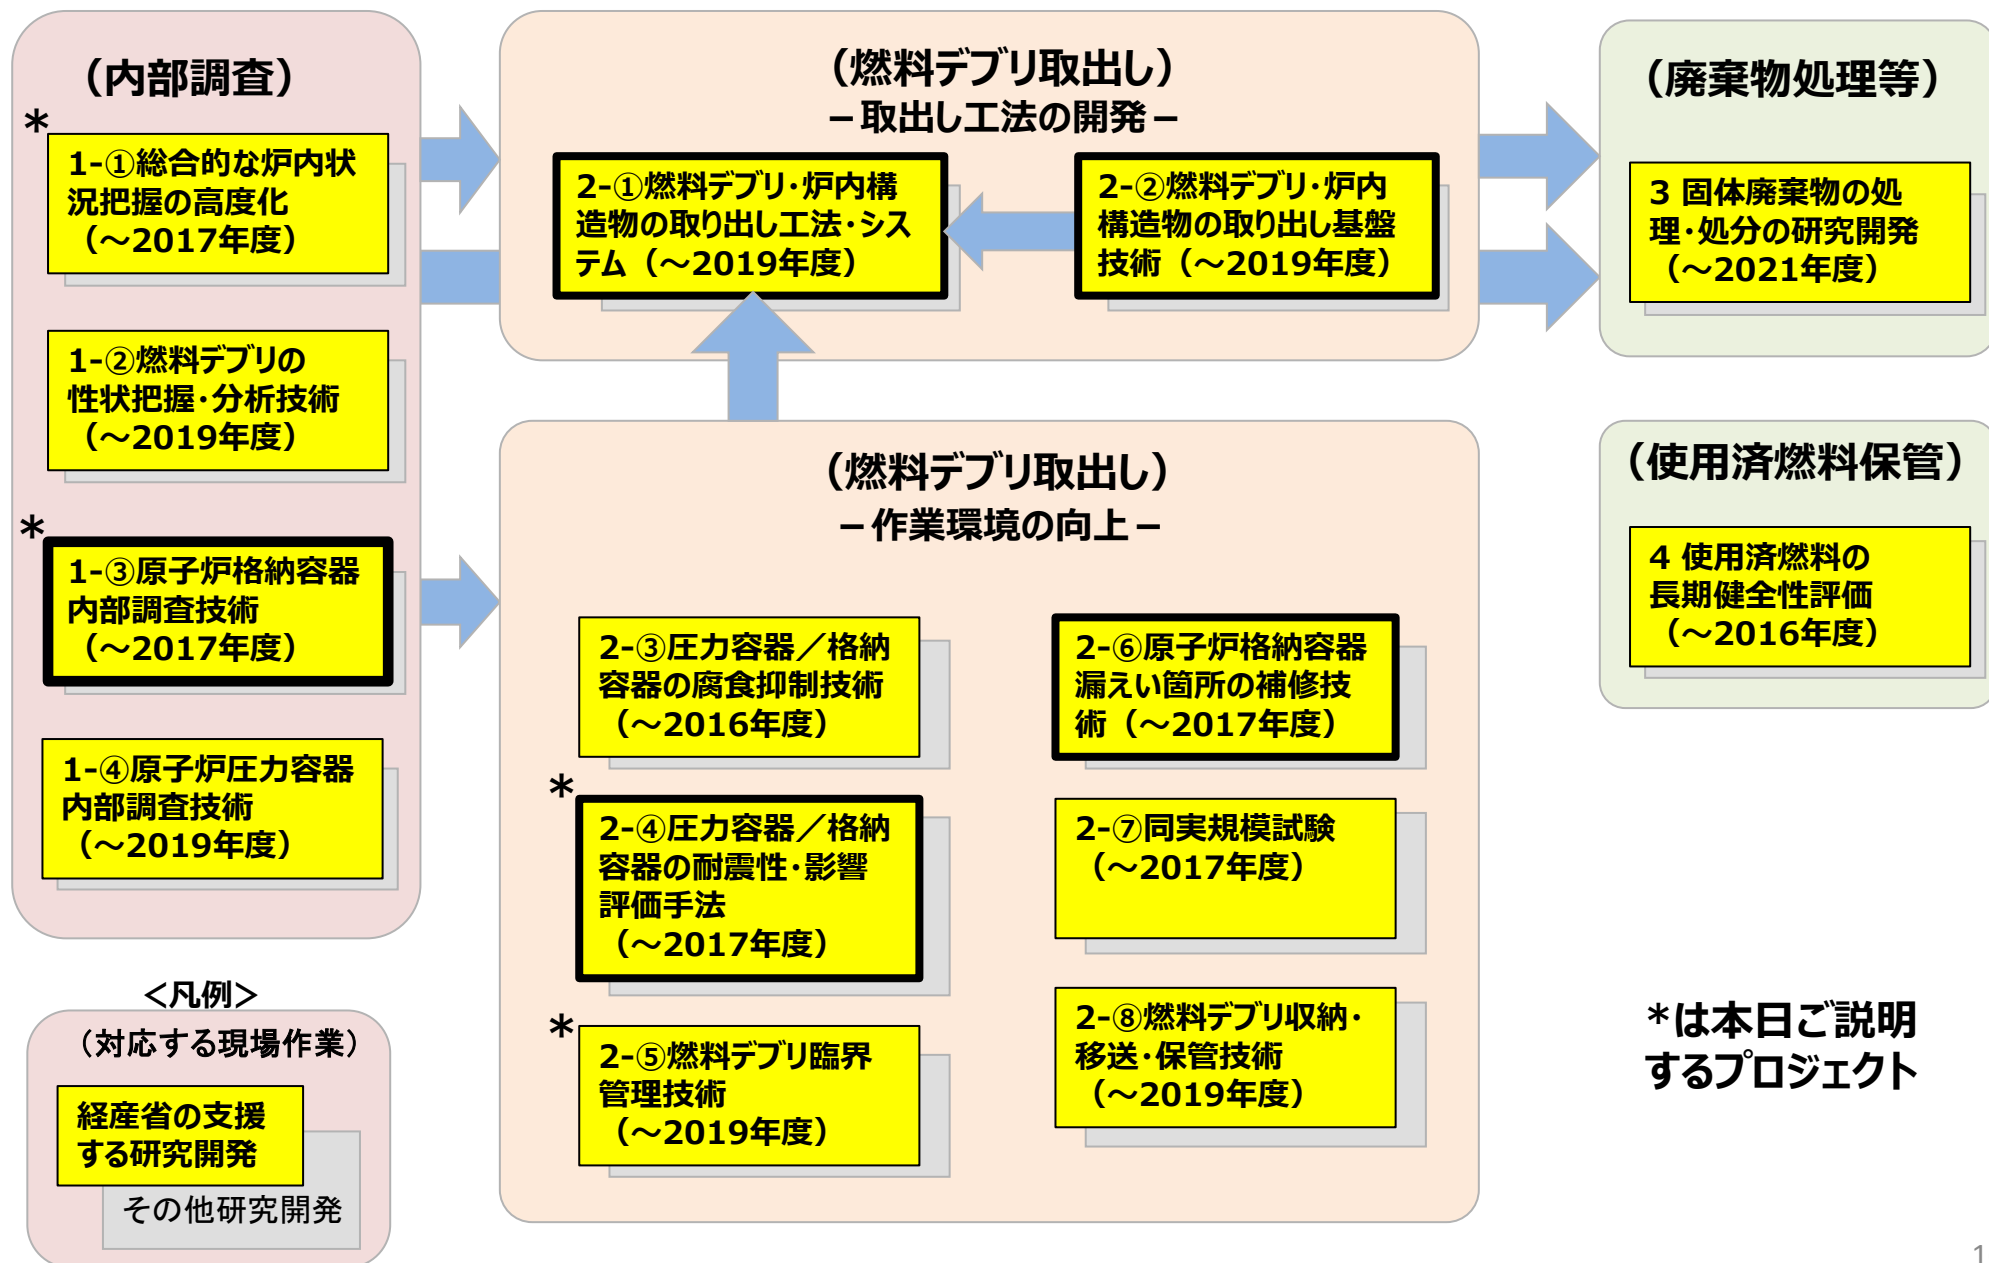 （内部調査）
*
1-①総合的な炉内状
況把握の高度化
（～2017年度）
1-②燃料デブリの
性状把握・分析技術
（～2019年度）
*
1-③原子炉格納容器
内部調査技術
（～2017年度）
1-④原子炉圧力容器
内部調査技術
（～2019年度）
（燃料デブリ取出し）
－取出し工法の開発－
2-①燃料デブリ・炉内構
造物の取り出し工法・シス
テム（～2019年度）
2-②燃料デブリ・炉内
構造物の取り出し基盤
技術（～2019年度）
（燃料デブリ取出し）
－作業環境の向上－
2-③圧力容器／格納
容器の腐食抑制技術
（～2016年度）
*
2-④圧力容器／格納
容器の耐震性・影響
評価手法
（～2017年度）
*
2-⑤燃料デブリ臨界
管理技術
（～2019年度）
2-⑥原子炉格納容器
漏えい箇所の補修技
術（～2017年度）
2-⑦同実規模試験
（～2017年度）
2-⑧燃料デブリ収納・
移送・保管技術
（～2019年度）
（廃棄物処理等）
3 固体廃棄物の処
理・処分の研究開発
（～2021年度）
（使用済燃料保管）
4 使用済燃料の
長期健全性評価
（～2016年度）
＜凡例＞
（対応する現場作業）
経産省の支援
する研究開発
その他研究開発
*は本日ご説明
するプロジェクト
1